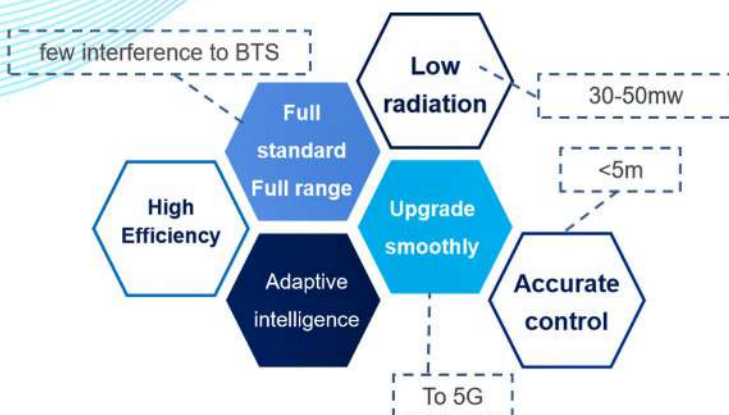 few interference to BTS
Low
radiation
30-50mw
Full
standard
Full range
<5m
High
Efficiency
Upgrade
smoothly
Adaptive
intelligence
Accurate
control
To 5G